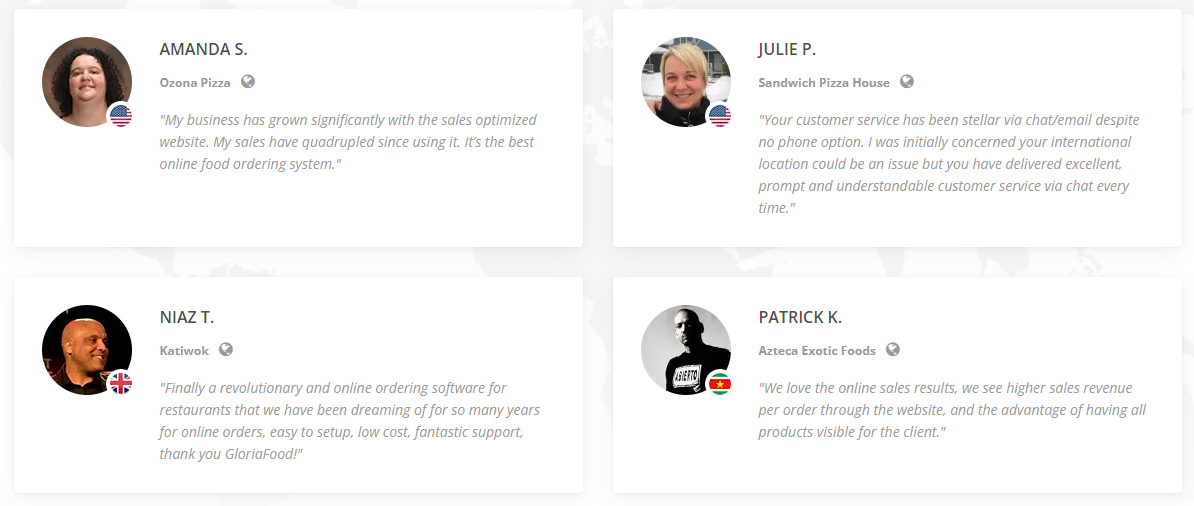 AMANDA S.
Ozona Pizza
"My business has grown significantly with the sales optimized
website. My sales have quadrupled since using it. It’s the best
online food ordering system."
JULIE P.
Sandwich Pizza House
"Your customer service has been stellar via chat/email despite
no phone option. I was initially concerned your international
location could be an issue but you have delivered excellent,
prompt and understandable customer service via chat every
time."
NIAZ T.
Katiwok
"Finally a revolutionary and online ordering software for
restaurants that we have been dreaming of for so many years
for online orders, easy to setup, low cost, fantastic support,
thank you GloriaFood!"
PATRICK K.
Azteca Exotic Foods
"We love the online sales results, we see higher sales revenue
per order through the website, and the advantage of having all
products visible for the client."
ABIERTO